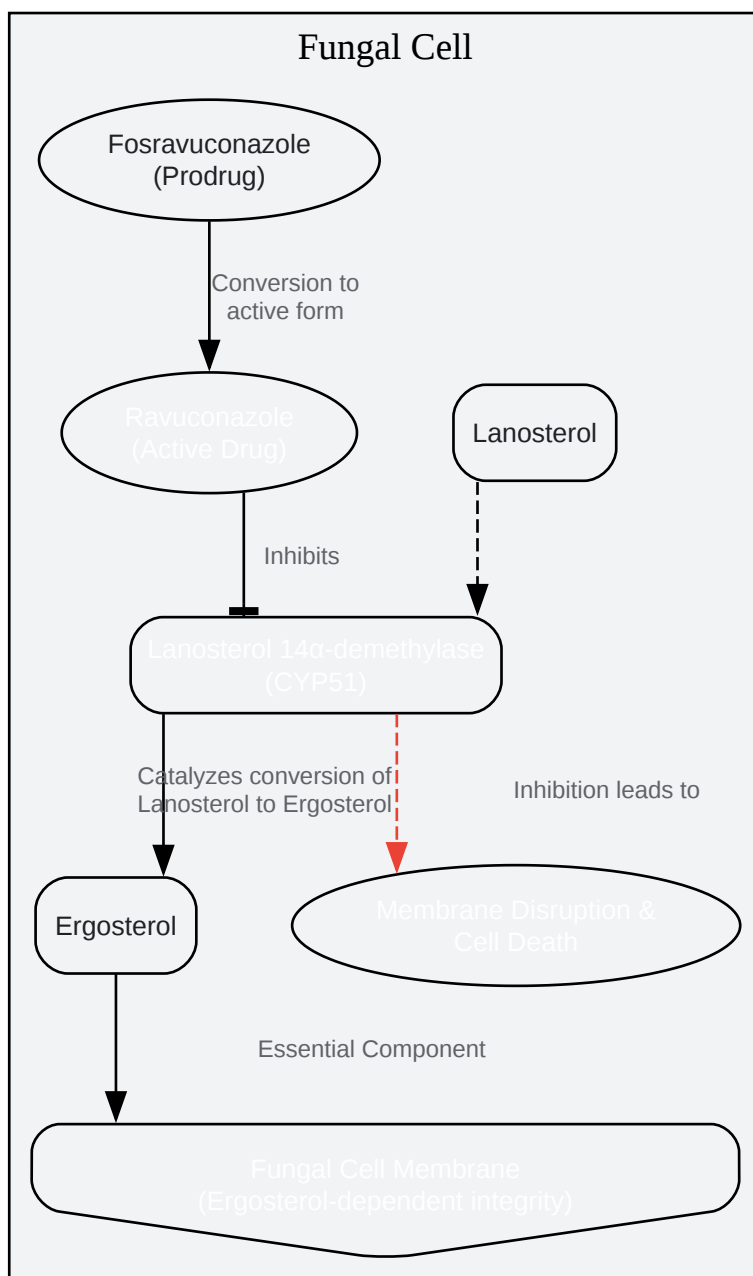 Fungal Cell
Fosravuconazole
(Prodrug)
Conversion to
active form
Ravuconazole
(Active Drug)
Lanosterol
Inhibits
Lanosterol 14α-demethylase
(CYP51)
Catalyzes conversion of
Lanosterol to Ergosterol
Inhibition leads to
Ergosterol
Membrane Disruption &
Cell Death
Essential Component
Fungal Cell Membrane
(Ergosterol-dependent integrity)